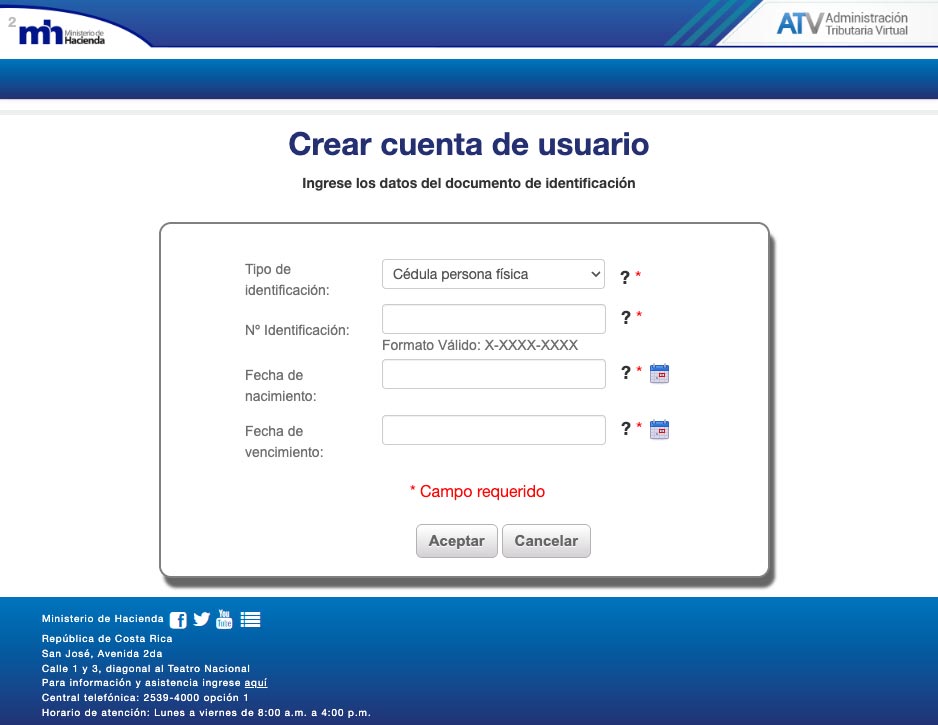 2
mh Ministerio de
Hacienda
ATV Administración
Tributaria Virtual
Crear cuenta de usuario
Ingrese los datos del documento de identificación
Tipo de
identificación:
Cédula persona física
? *
Nº Identificación:
? *
Formato Válido: X-XXXX-XXXX
Fecha de
nacimiento:
? *
Fecha de
vencimiento:
? *
* Campo requerido
Aceptar Cancelar
Ministerio de Hacienda f You Tube
República de Costa Rica
San José, Avenida 2da
Calle 1 y 3, diagonal al Teatro Nacional
Para información y asistencia ingrese aquí
Central telefónica: 2539-4000 opción 1
Horario de atención: Lunes a viernes de 8:00 a.m. a 4:00 p.m.